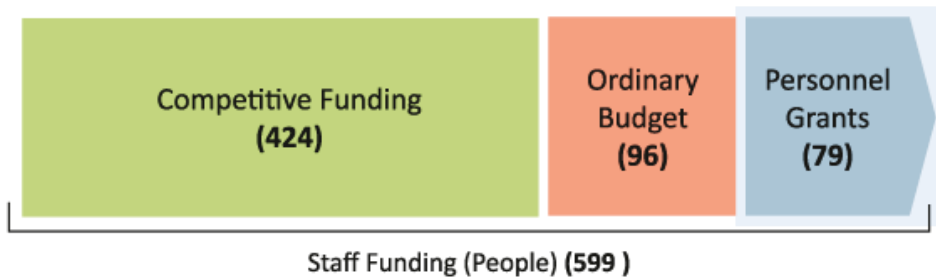 Competitive Funding
(424)
Ordinary
Budget
(96)
Personnel
Grants
(79)
Staff Funding (People) (599 )